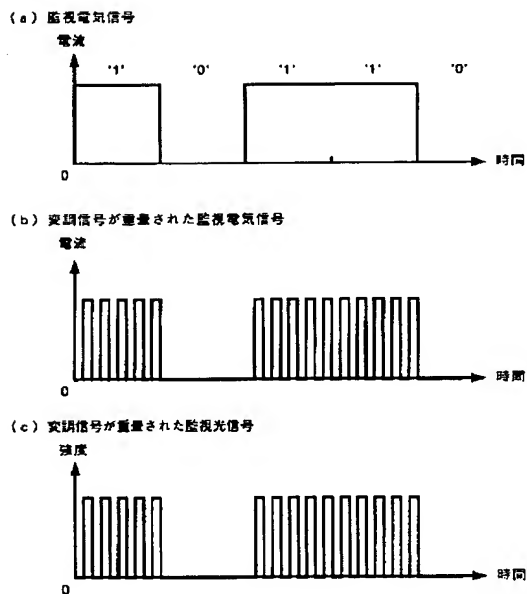 (a) 監視電気信号
電流
'1' '0' '1' '1' '0'
0
時間
(b) 変調信号が重畳された監視電気信号
電流
0
時間
(c) 変調信号が重畳された監視光信号
強度
0
時間